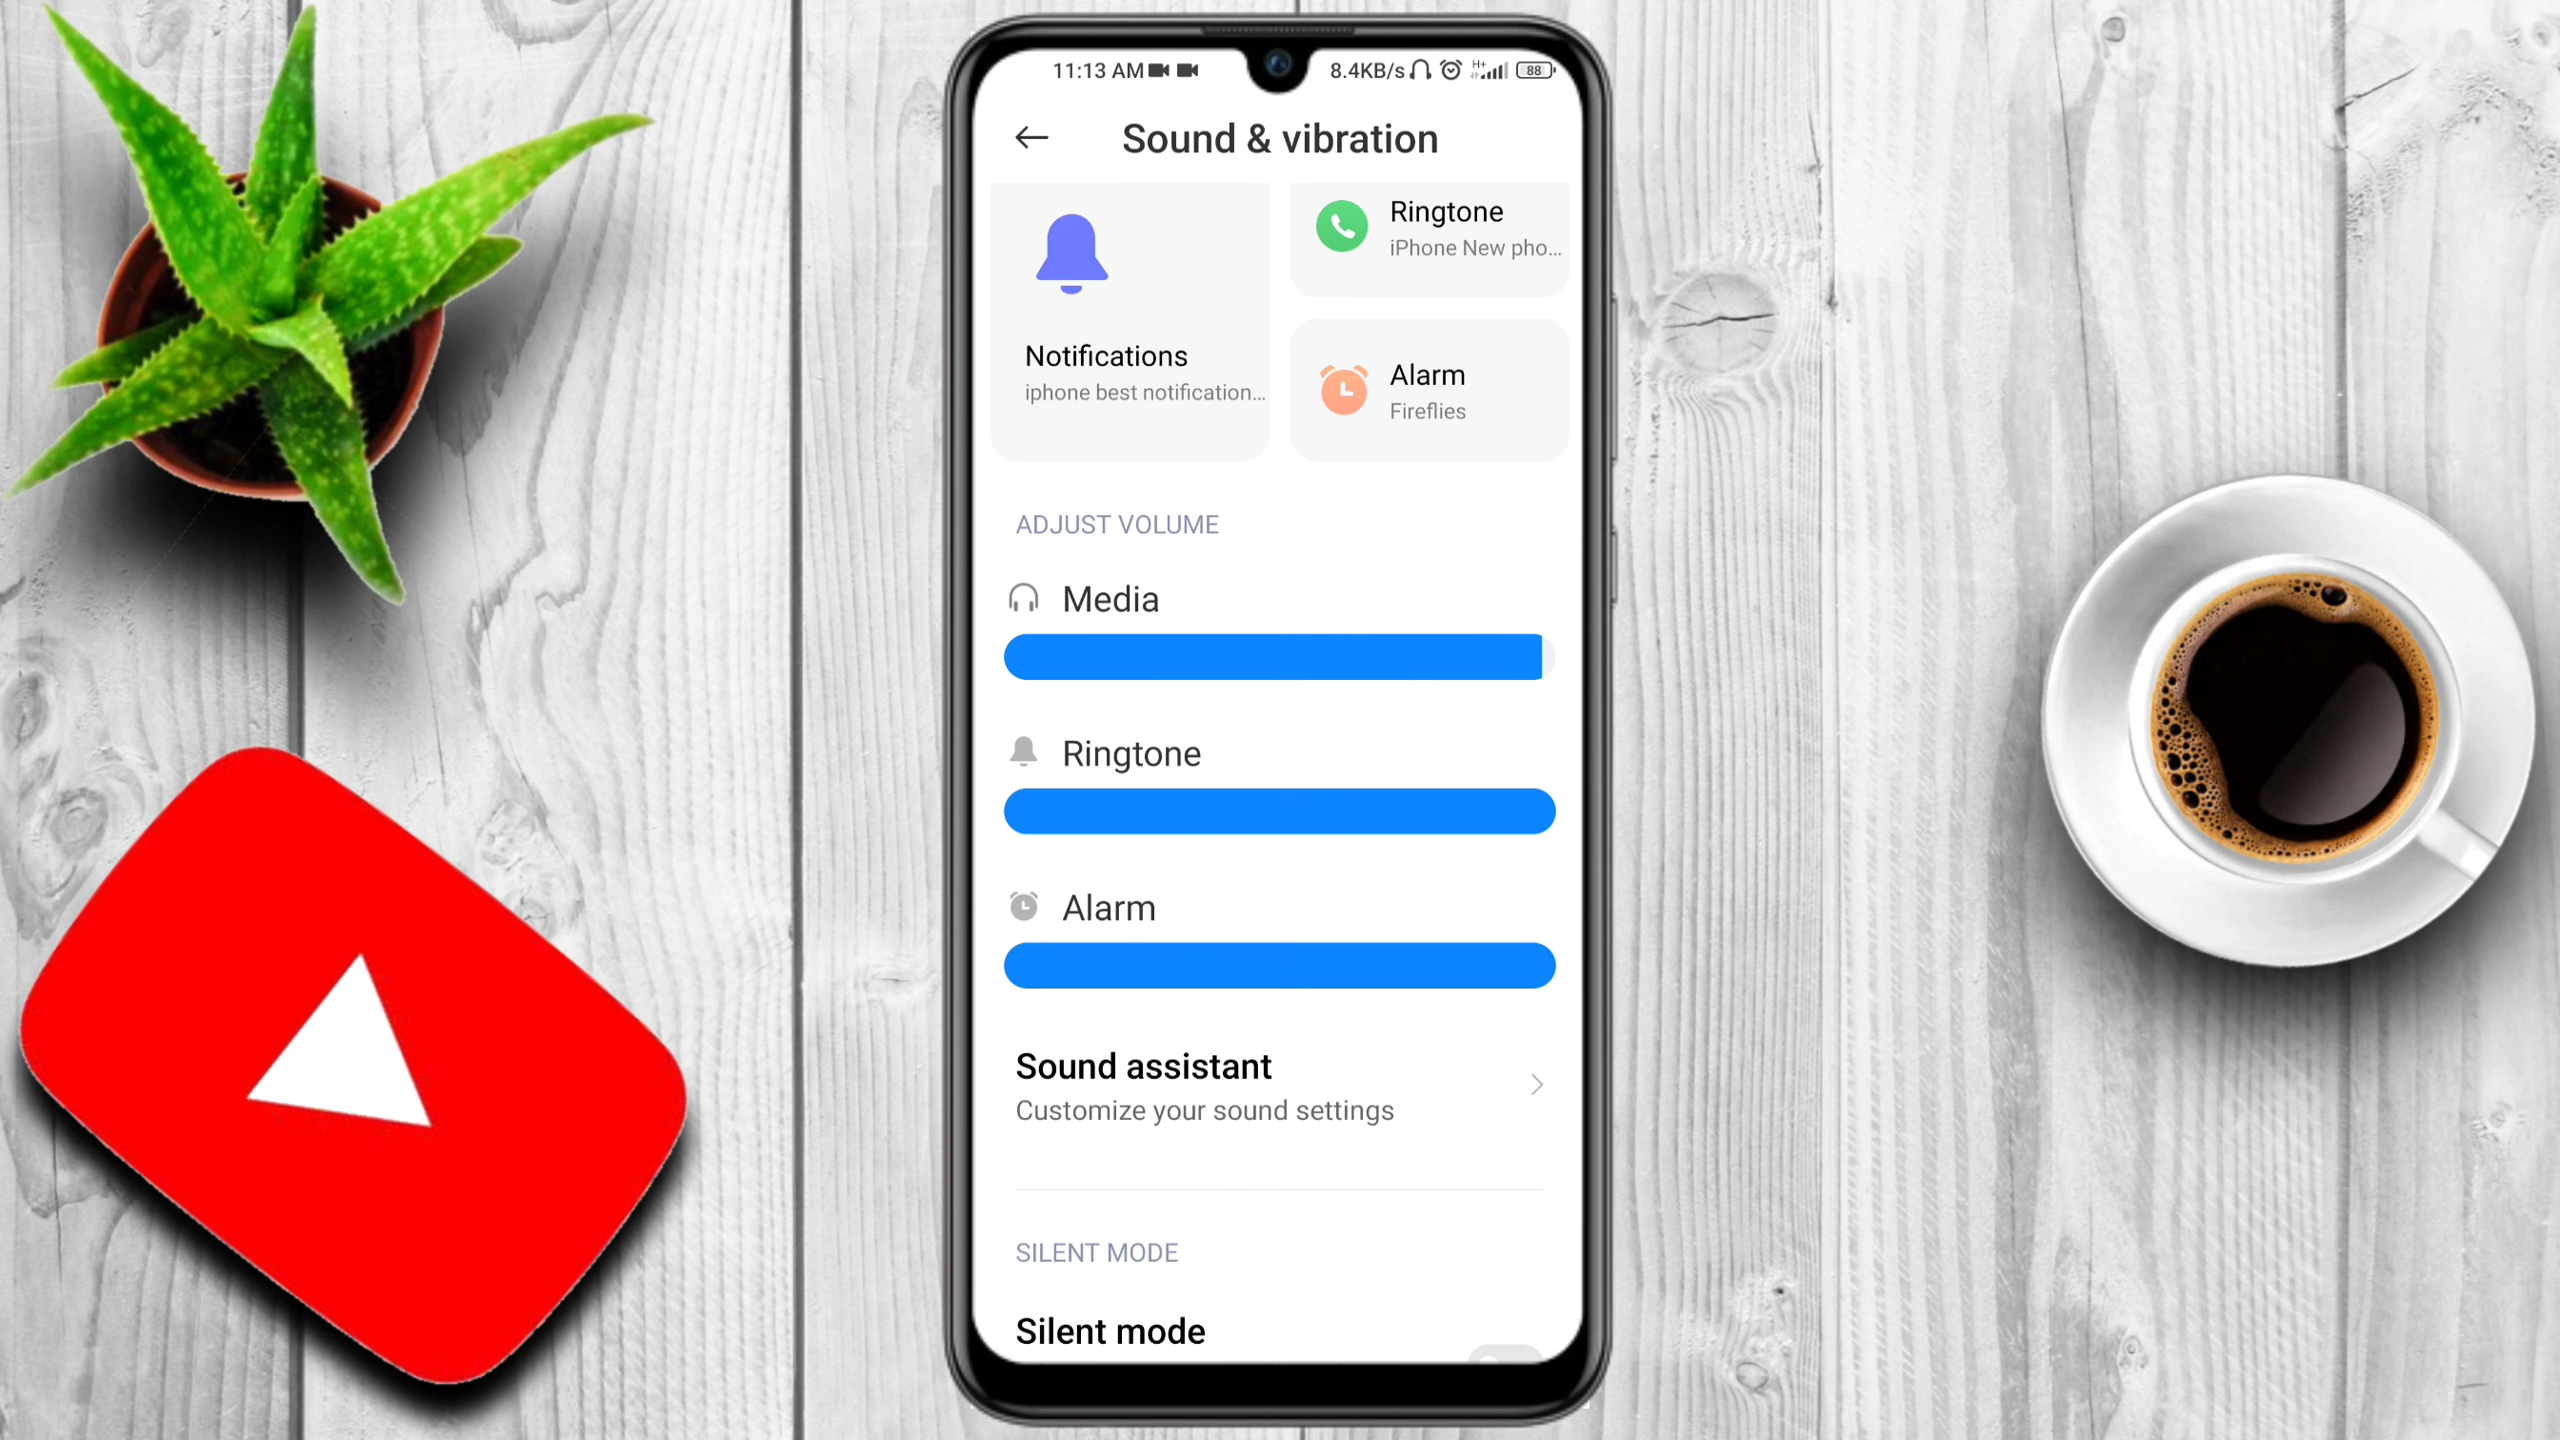 11:13 AM
8.4KB/s
H+
88
Sound & vibration
Notifications
iphone best notification...
Ringtone
iPhone New pho...
Alarm
Fireflies
ADJUST VOLUME
Media
Ringtone
Alarm
Sound assistant
Customize your sound settings
SILENT MODE
Silent mode